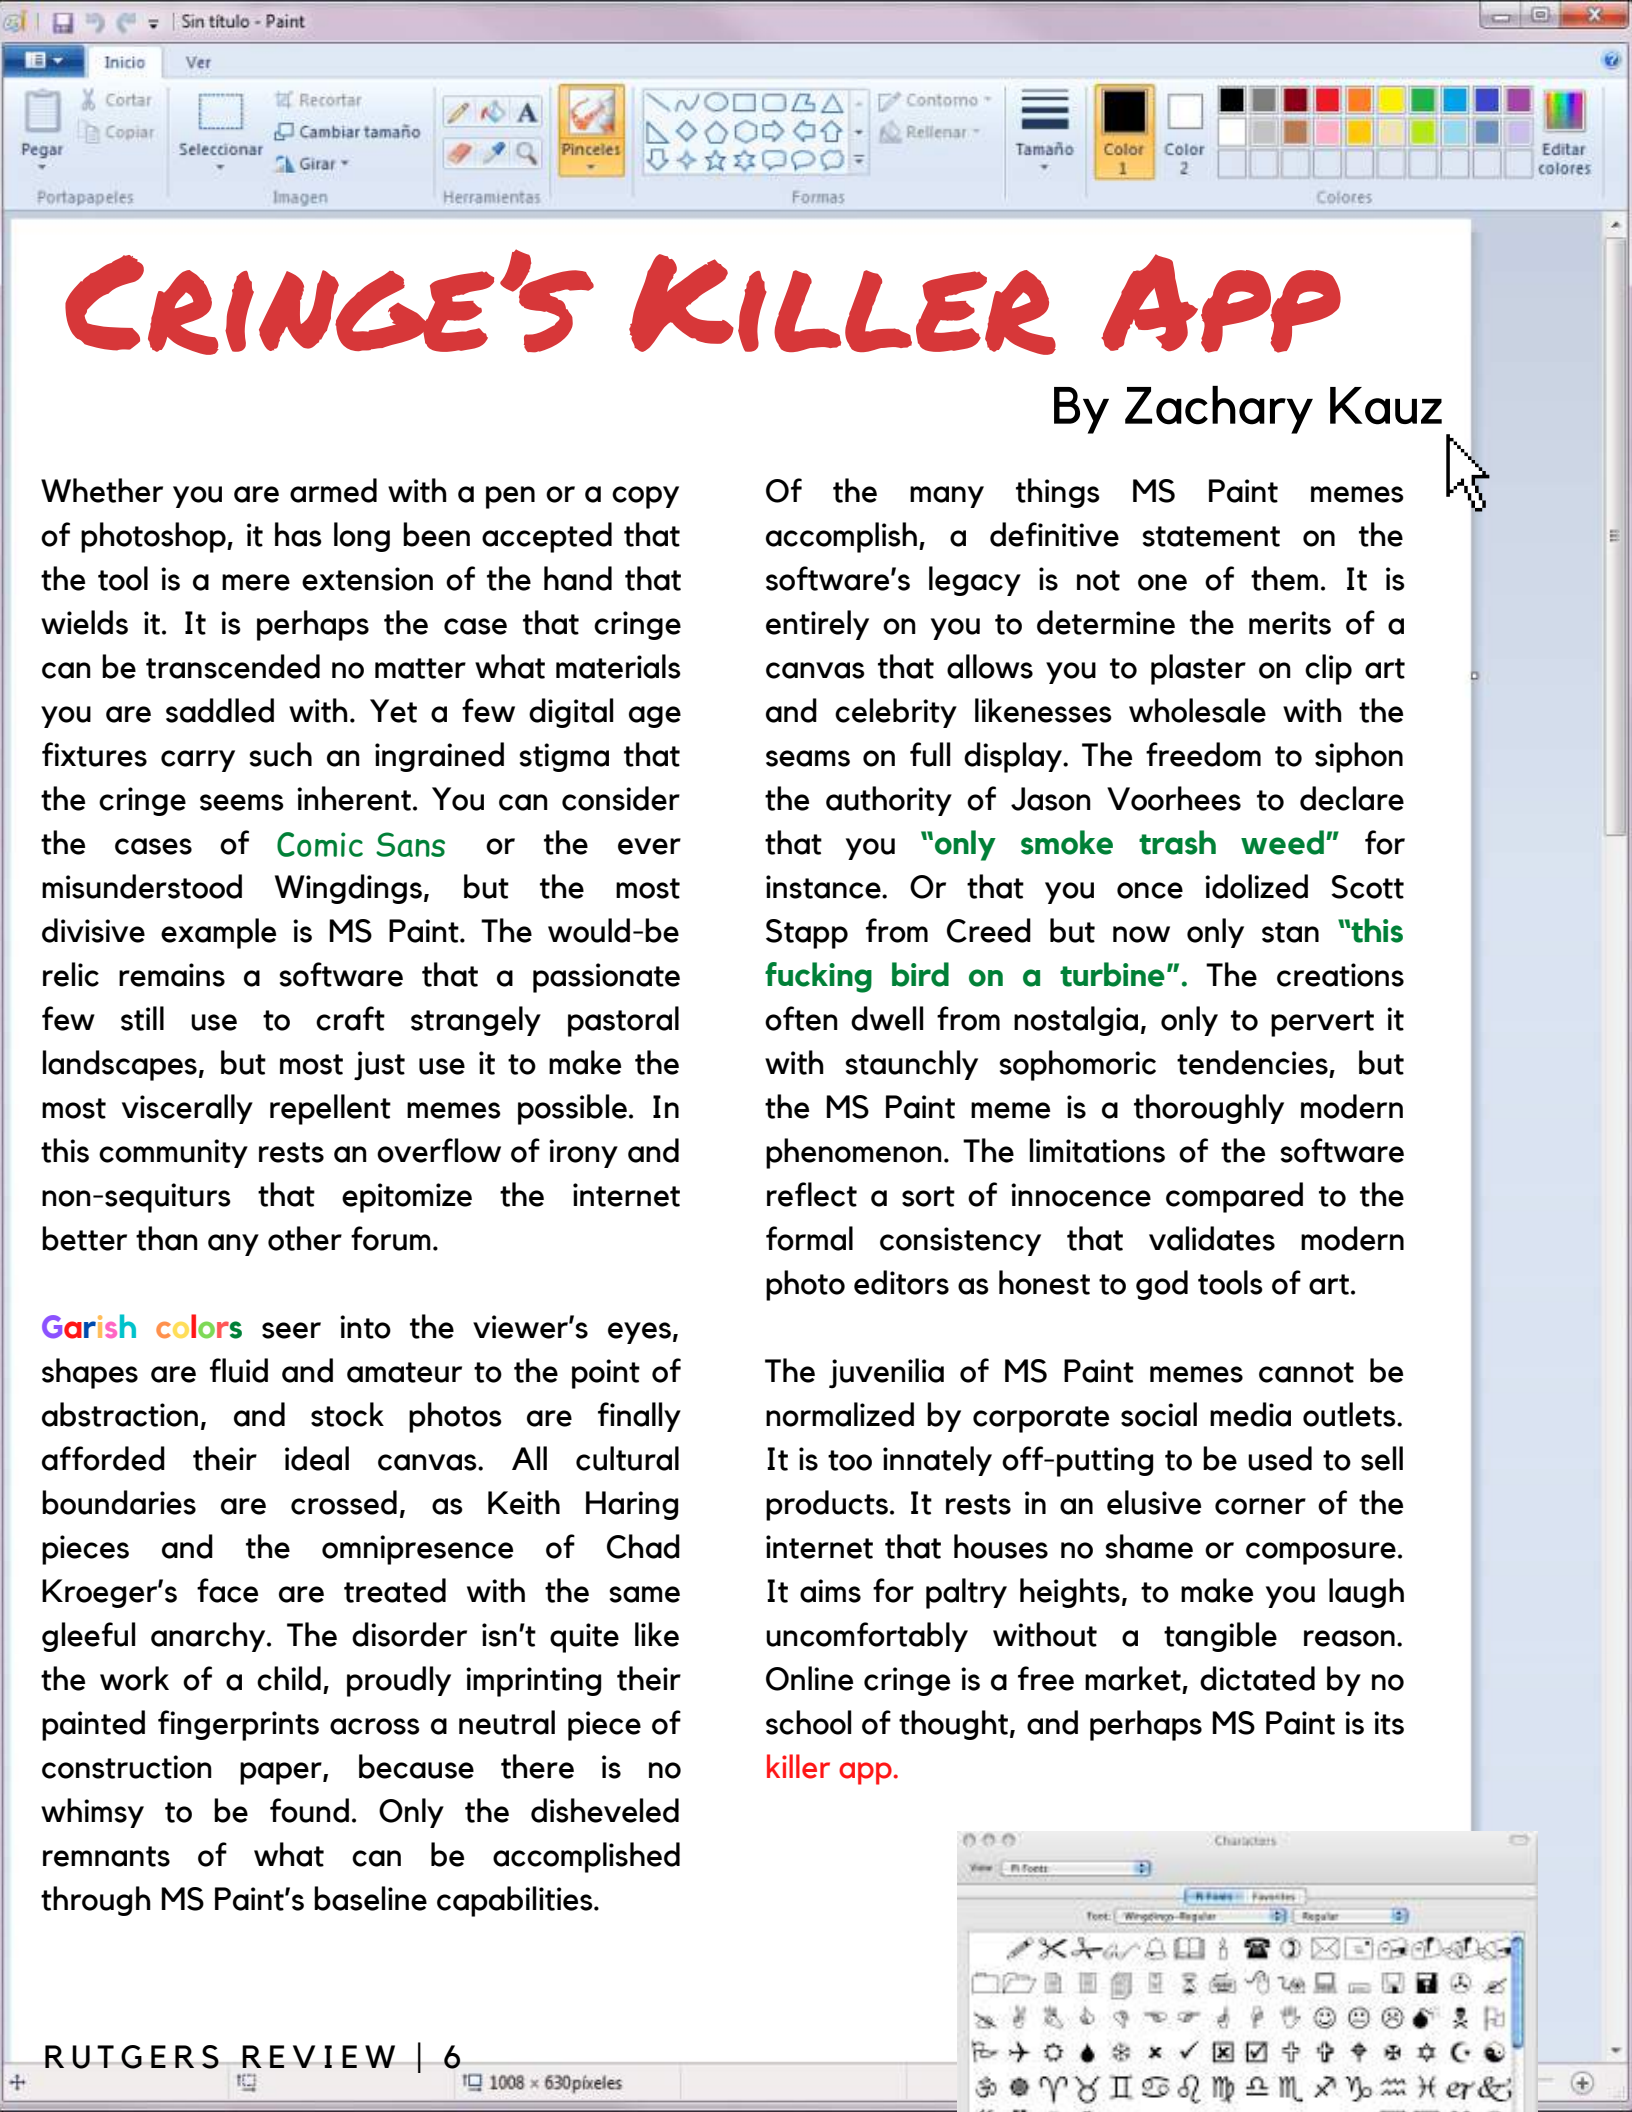 Sin título - Paint
Inicio Ver
Pegar
Cortar
Copiar
Portapapeles
Seleccionar
Recortar
Cambiar tamaño
Girar
Imagen
A
Herramientas
Pinceles
Contorno
Rellenar
Formas
Tamaño
Color 1
Color 2
Editar colores
Colores
CRINGE'S KILLER APP
By Zachary Kauz
Whether you are armed with a pen or a copy
of photoshop, it has long been accepted that
the tool is a mere extension of the hand that
wields it. It is perhaps the case that cringe
can be transcended no matter what materials
you are saddled with. Yet a few digital age
fixtures carry such an ingrained stigma that
the cringe seems inherent. You can consider
the cases of Comic Sans or the ever
misunderstood Wingdings, but the most
divisive example is MS Paint. The would-be
relic remains a software that a passionate
few still use to craft strangely pastoral
landscapes, but most just use it to make the
most viscerally repellent memes possible. In
this community rests an overflow of irony and
non-sequiturs that epitomize the internet
better than any other forum.
Garish colors seer into the viewer's eyes,
shapes are fluid and amateur to the point of
abstraction, and stock photos are finally
afforded their ideal canvas. All cultural
boundaries are crossed, as Keith Haring
pieces and the omnipresence of Chad
Kroeger's face are treated with the same
gleeful anarchy. The disorder isn't quite like
the work of a child, proudly imprinting their
painted fingerprints across a neutral piece of
construction paper, because there is no
whimsy to be found. Only the disheveled
remnants of what can be accomplished
through MS Paint's baseline capabilities.
Of the many things MS Paint memes
accomplish, a definitive statement on the
software's legacy is not one of them. It is
entirely on you to determine the merits of a
canvas that allows you to plaster on clip art
and celebrity likenesses wholesale with the
seams on full display. The freedom to siphon
the authority of Jason Voorhees to declare
that you “only smoke trash weed” for
instance. Or that you once idolized Scott
Stapp from Creed but now only stan “this
fucking bird on a turbine”. The creations
often dwell from nostalgia, only to pervert it
with staunchly sophomoric tendencies, but
the MS Paint meme is a thoroughly modern
phenomenon. The limitations of the software
reflect a sort of innocence compared to the
formal consistency that validates modern
photo editors as honest to god tools of art.
The juvenilia of MS Paint memes cannot be
normalized by corporate social media outlets.
It is too innately off-putting to be used to sell
products. It rests in an elusive corner of the
internet that houses no shame or composure.
It aims for paltry heights, to make you laugh
uncomfortably without a tangible reason.
Online cringe is a free market, dictated by no
school of thought, and perhaps MS Paint is its
killer app.
Characters
View: Pi Fonts
Pi Fonts Favorites
Font: Wingdings-Regular Regular
RUTGERS REVIEW | 6
1008 × 630píxeles